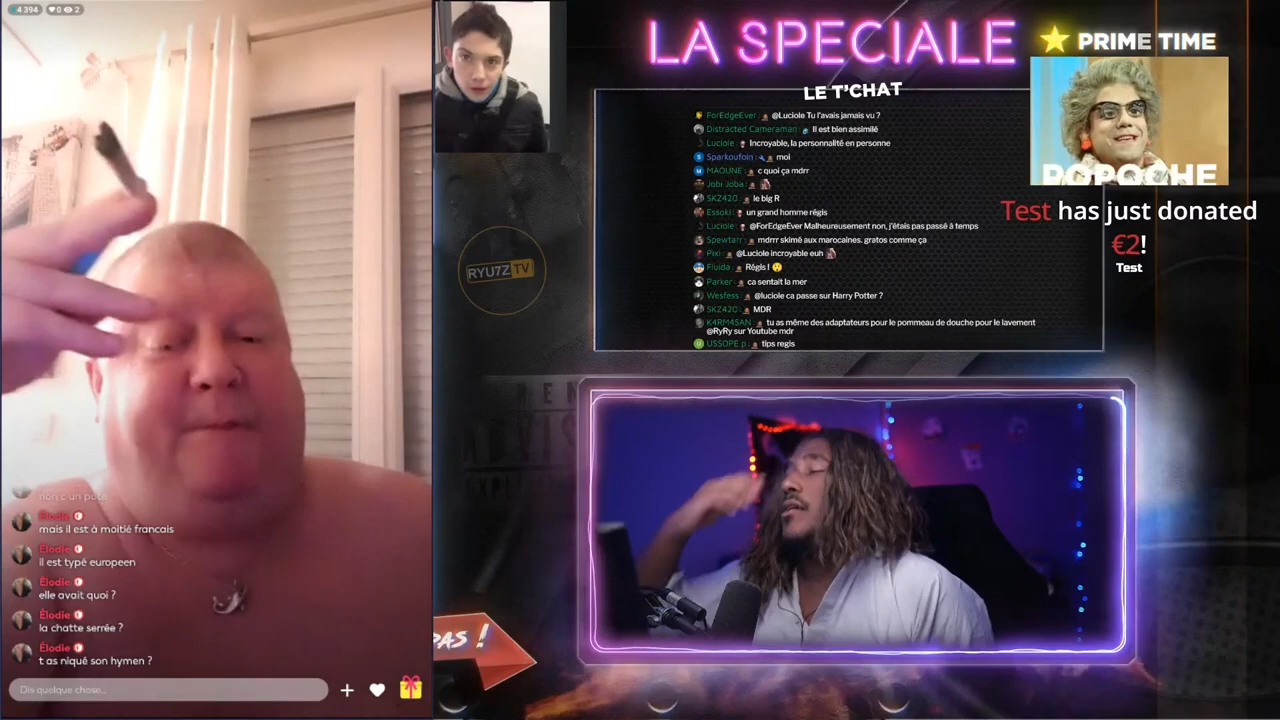 4 394
0
2
non c un pote
Élodie
mais il est à moitié francais
Élodie
il est typé europeen
Élodie
elle avait quoi ?
Élodie
la chatte serrée ?
Élodie
t as niqué son hymen ?
Dis quelque chose...
RYU7Z TV
PAS !
LA SPECIALE
LE T'CHAT
ForEdgeEver : @Luciole Tu l'avais jamais vu ?
Distracted Cameraman : Il est bien assimilé
Luciole : Incroyable, la personnalité en personne
Sparkoufoin : moi
MAOUNE : c quoi ça mdrr
Jobi Joba :
SKZ420 : le big R
Essoki : un grand homme régis
Luciole : @ForEdgeEver Malheureusement non, j'étais pas passé à temps
Spewtarr : mdrrr skimé aux marocaines. gratos comme ça
Pixi : @Luciole Incroyable euh
Fluida : Régis !
Parker : ca sentait la mer
Wesfess : @luciole ca passe sur Harry Potter ?
SKZ420 : MDR
K4RM4SAN : tu as même des adaptateurs pour le pommeau de douche pour le lavement
@RyRy sur Youtube mdr
USSOPE p : tips regis
PRIME TIME
POPOCHE
Test has just donated
€2!
Test